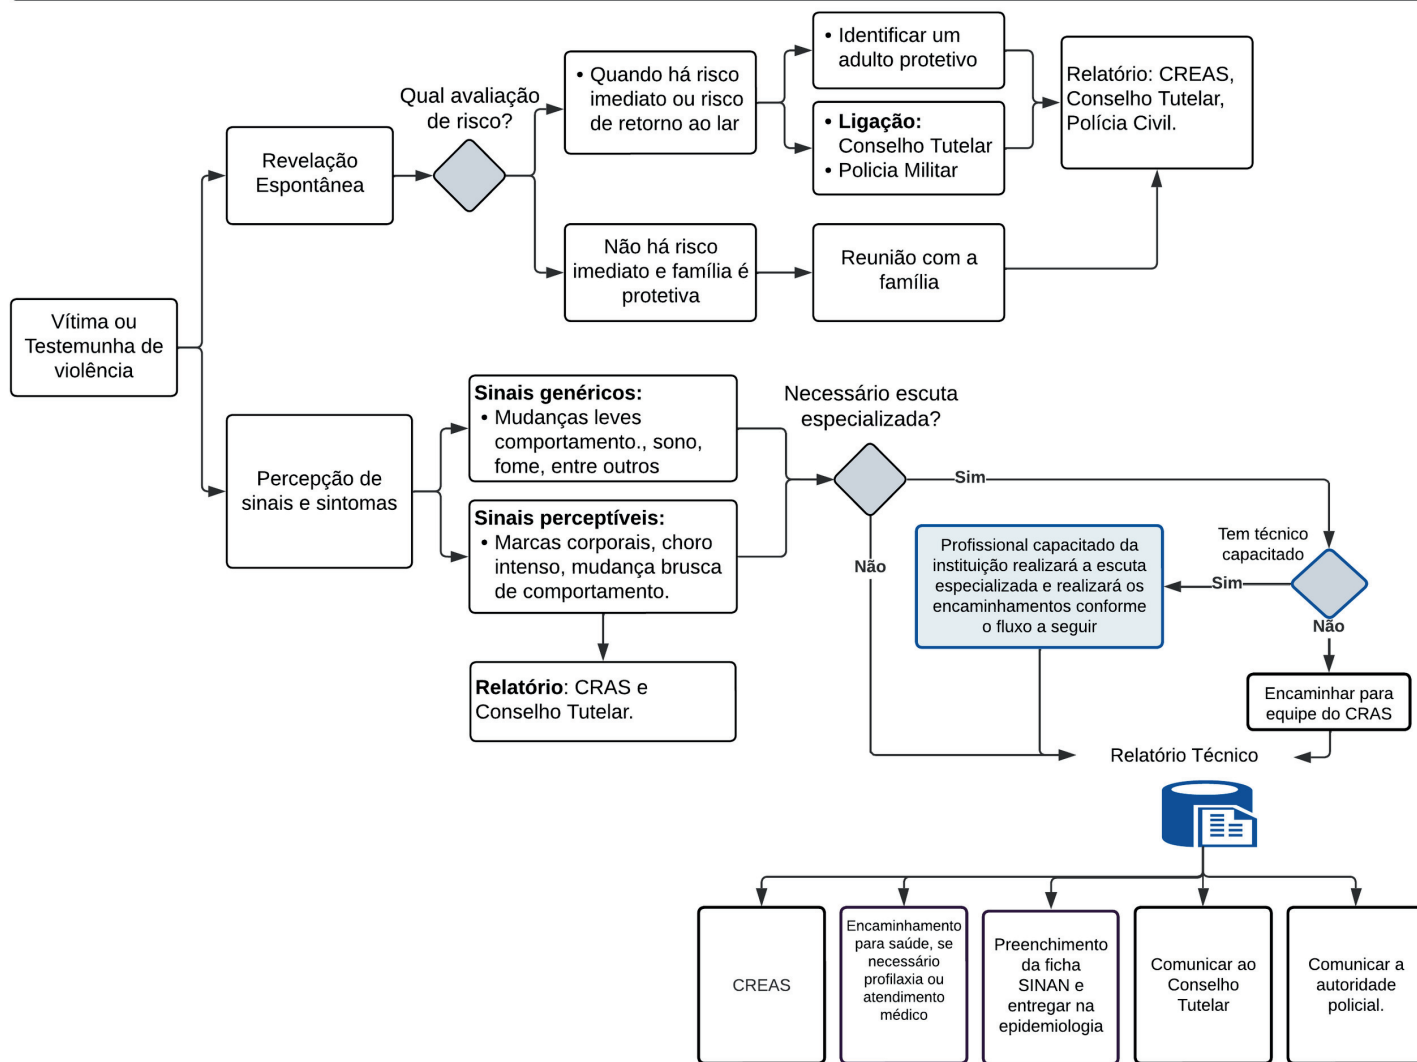 Qual avaliação
de risco?
• Quando há risco
imediato ou risco
de retorno ao lar
• Identificar um
adulto protetivo
• Ligação:
Conselho Tutelar
• Policia Militar
Relatório: CREAS,
Conselho Tutelar,
Polícia Civil.
Revelação
Espontânea
Não há risco
imediato e família é
protetiva
Reunião com a
família
Vítima ou
Testemunha de
violência
Percepção de
sinais e sintomas
Sinais genéricos:
• Mudanças leves
comportamento., sono,
fome, entre outros
Sinais perceptíveis:
• Marcas corporais, choro
intenso, mudança brusca
de comportamento.
Relatório: CRAS e
Conselho Tutelar.
Necessário escuta
especializada?
Sim
Não
Tem técnico
capacitado
Sim
Não
Profissional capacitado da
instituição realizará a escuta
especializada e realizará os
encaminhamentos conforme
o fluxo a seguir
Encaminhar para
equipe do CRAS
Relatório Técnico
CREAS
Encaminhamento
para saúde, se
necessário
profilaxia ou
atendimento
médico
Preenchimento
da ficha
SINAN e
entregar na
epidemiologia
Comunicar ao
Conselho
Tutelar
Comunicar a
autoridade
policial.